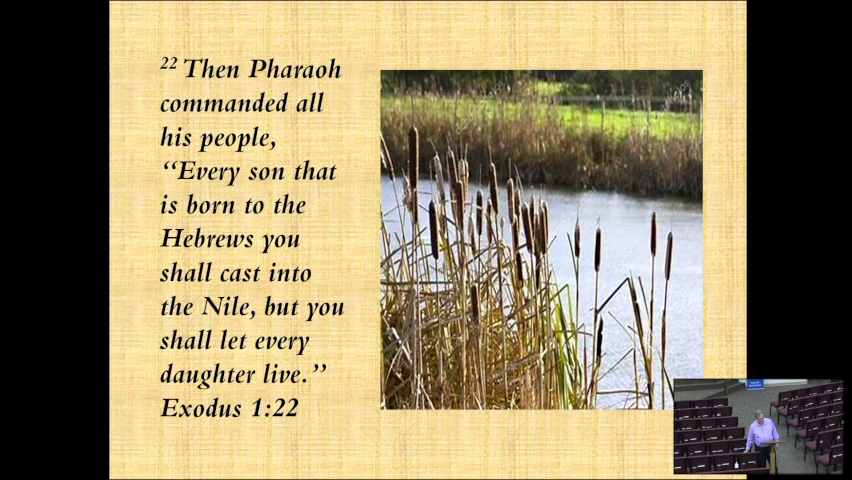 22 Then Pharaoh
commanded all
his people,
“Every son that
is born to the
Hebrews you
shall cast into
the Nile, but you
shall let every
daughter live.”
Exodus 1:22